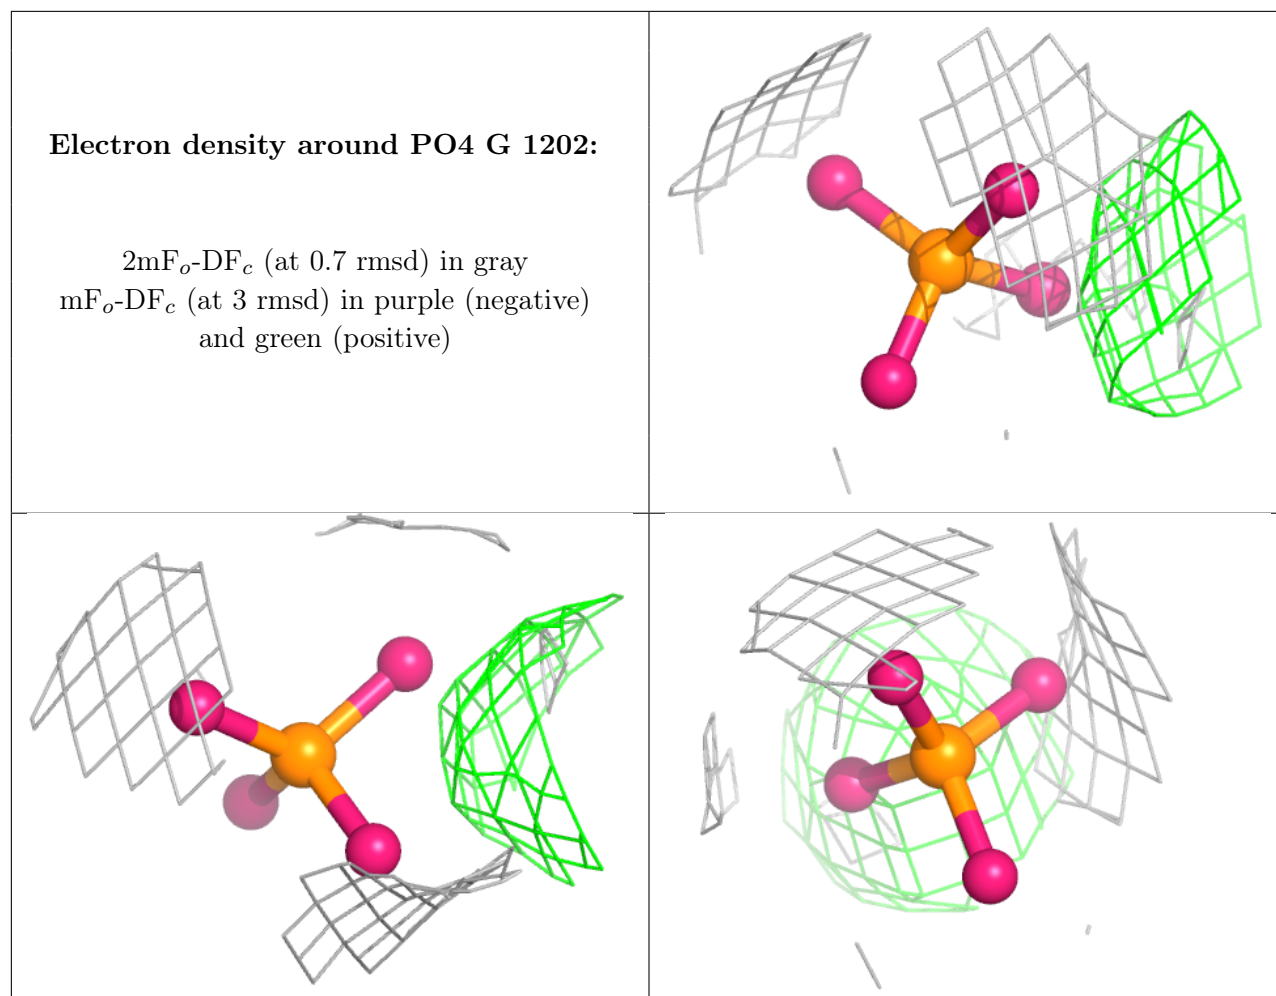 Electron density around PO4 G 1202:
2mFₒ-DF𝒸 (at 0.7 rmsd) in gray
mFₒ-DF𝒸 (at 3 rmsd) in purple (negative)
and green (positive)